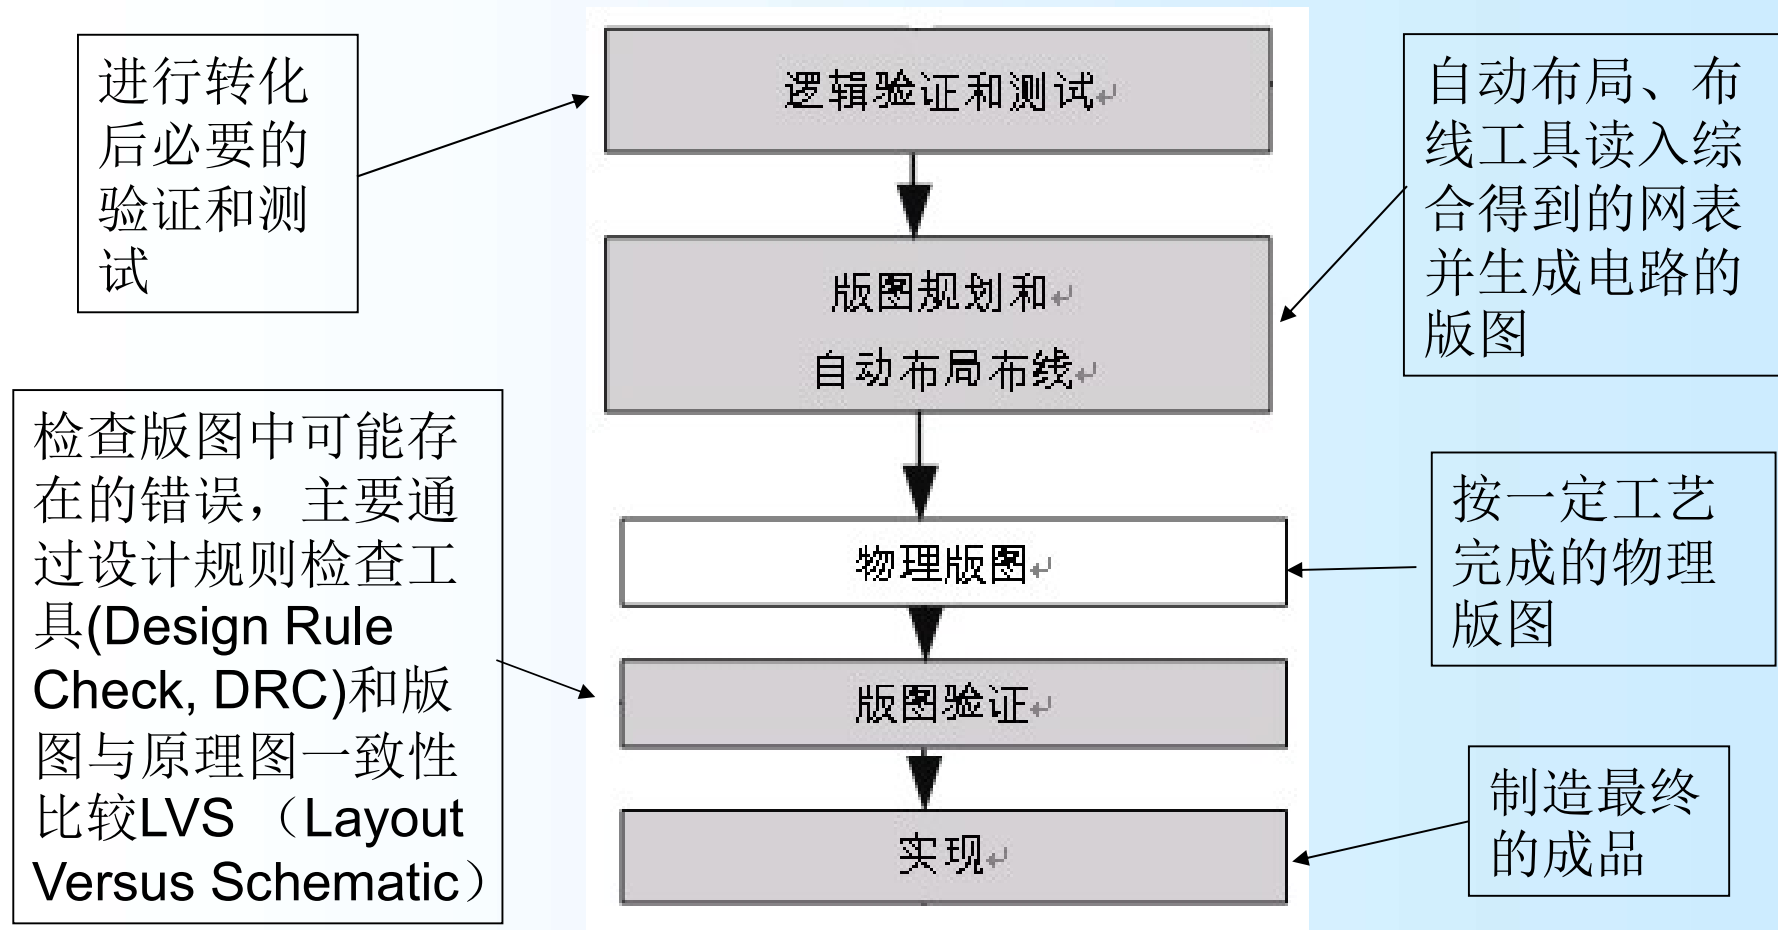 进行转化
后必要的
验证和测
试
逻辑验证和测试
自动布局、布
线工具读入综
合得到的网表
并生成电路的
版图
版图规划和
自动布局布线
检查版图中可能存
在的错误，主要通
过设计规则检查工
具(Design Rule
Check, DRC)和版
图与原理图一致性
比较LVS （Layout
Versus Schematic）
物理版图
按一定工艺
完成的物理
版图
版图验证
实现
制造最终
的成品